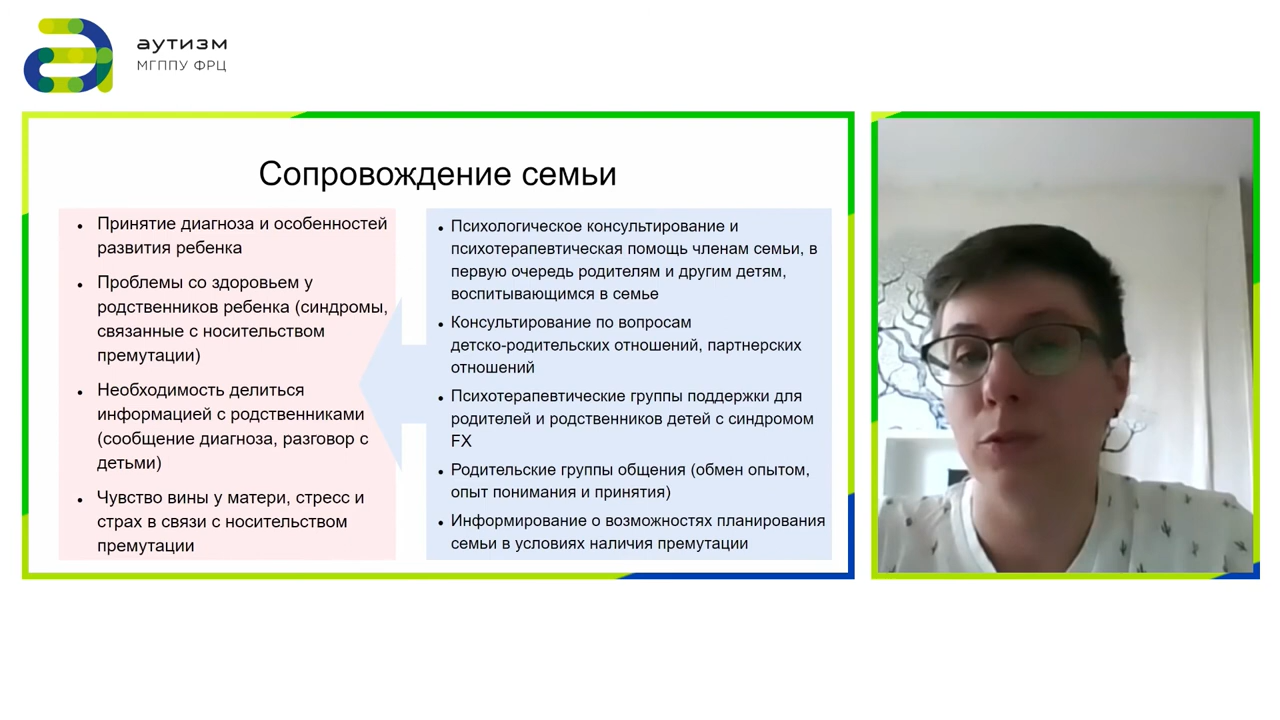 аутизм
МГППУ ФРЦ
Сопровождение семьи
• Принятие диагноза и особенностей
развития ребенка
• Проблемы со здоровьем у
родственников ребенка (синдромы,
связанные с носительством
премутации)
• Необходимость делиться
информацией с родственниками
(сообщение диагноза, разговор с
детьми)
• Чувство вины у матери, стресс и
страх в связи с носительством
премутации
• Психологическое консультирование и
психотерапевтическая помощь членам семьи, в
первую очередь родителям и другим детям,
воспитывающимся в семье
• Консультирование по вопросам
детско-родительских отношений, партнерских
отношений
• Психотерапевтические группы поддержки для
родителей и родственников детей с синдромом
FX
• Родительские группы общения (обмен опытом,
опыт понимания и принятия)
• Информирование о возможностях планирования
семьи в условиях наличия премутации